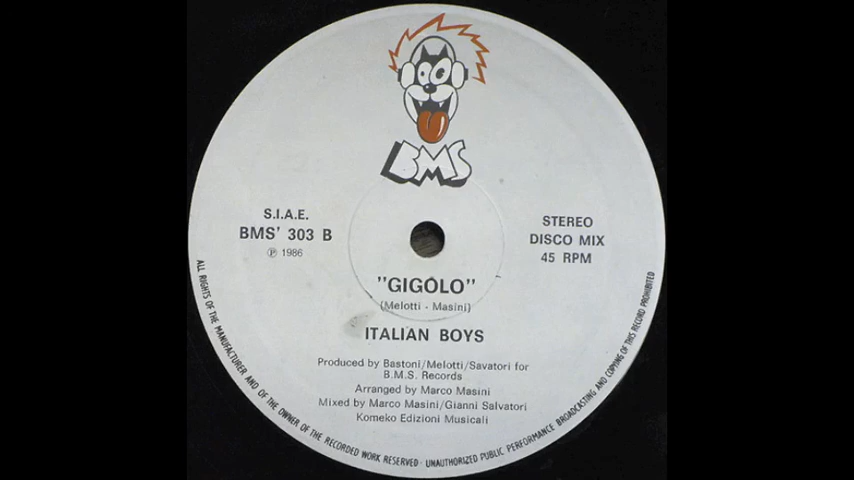 BMS
S.I.A.E.
BMS' 303 B
℗ 1986
STEREO
DISCO MIX
45 RPM
"GIGOLO"
(Melotti - Masini)
ITALIAN BOYS
Produced by Bastoni/Melotti/Savatori for
B.M.S. Records
Arranged by Marco Masini
Mixed by Marco Masini/Gianni Salvatori
Komeko Edizioni Musicali
ALL RIGHTS OF THE MANUFACTURER AND OF THE OWNER OF THE RECORDED WORK RESERVED · UNAUTHORIZED PUBLIC PERFORMANCE BROADCASTING AND COPYING OF THIS RECORD PROHIBITED